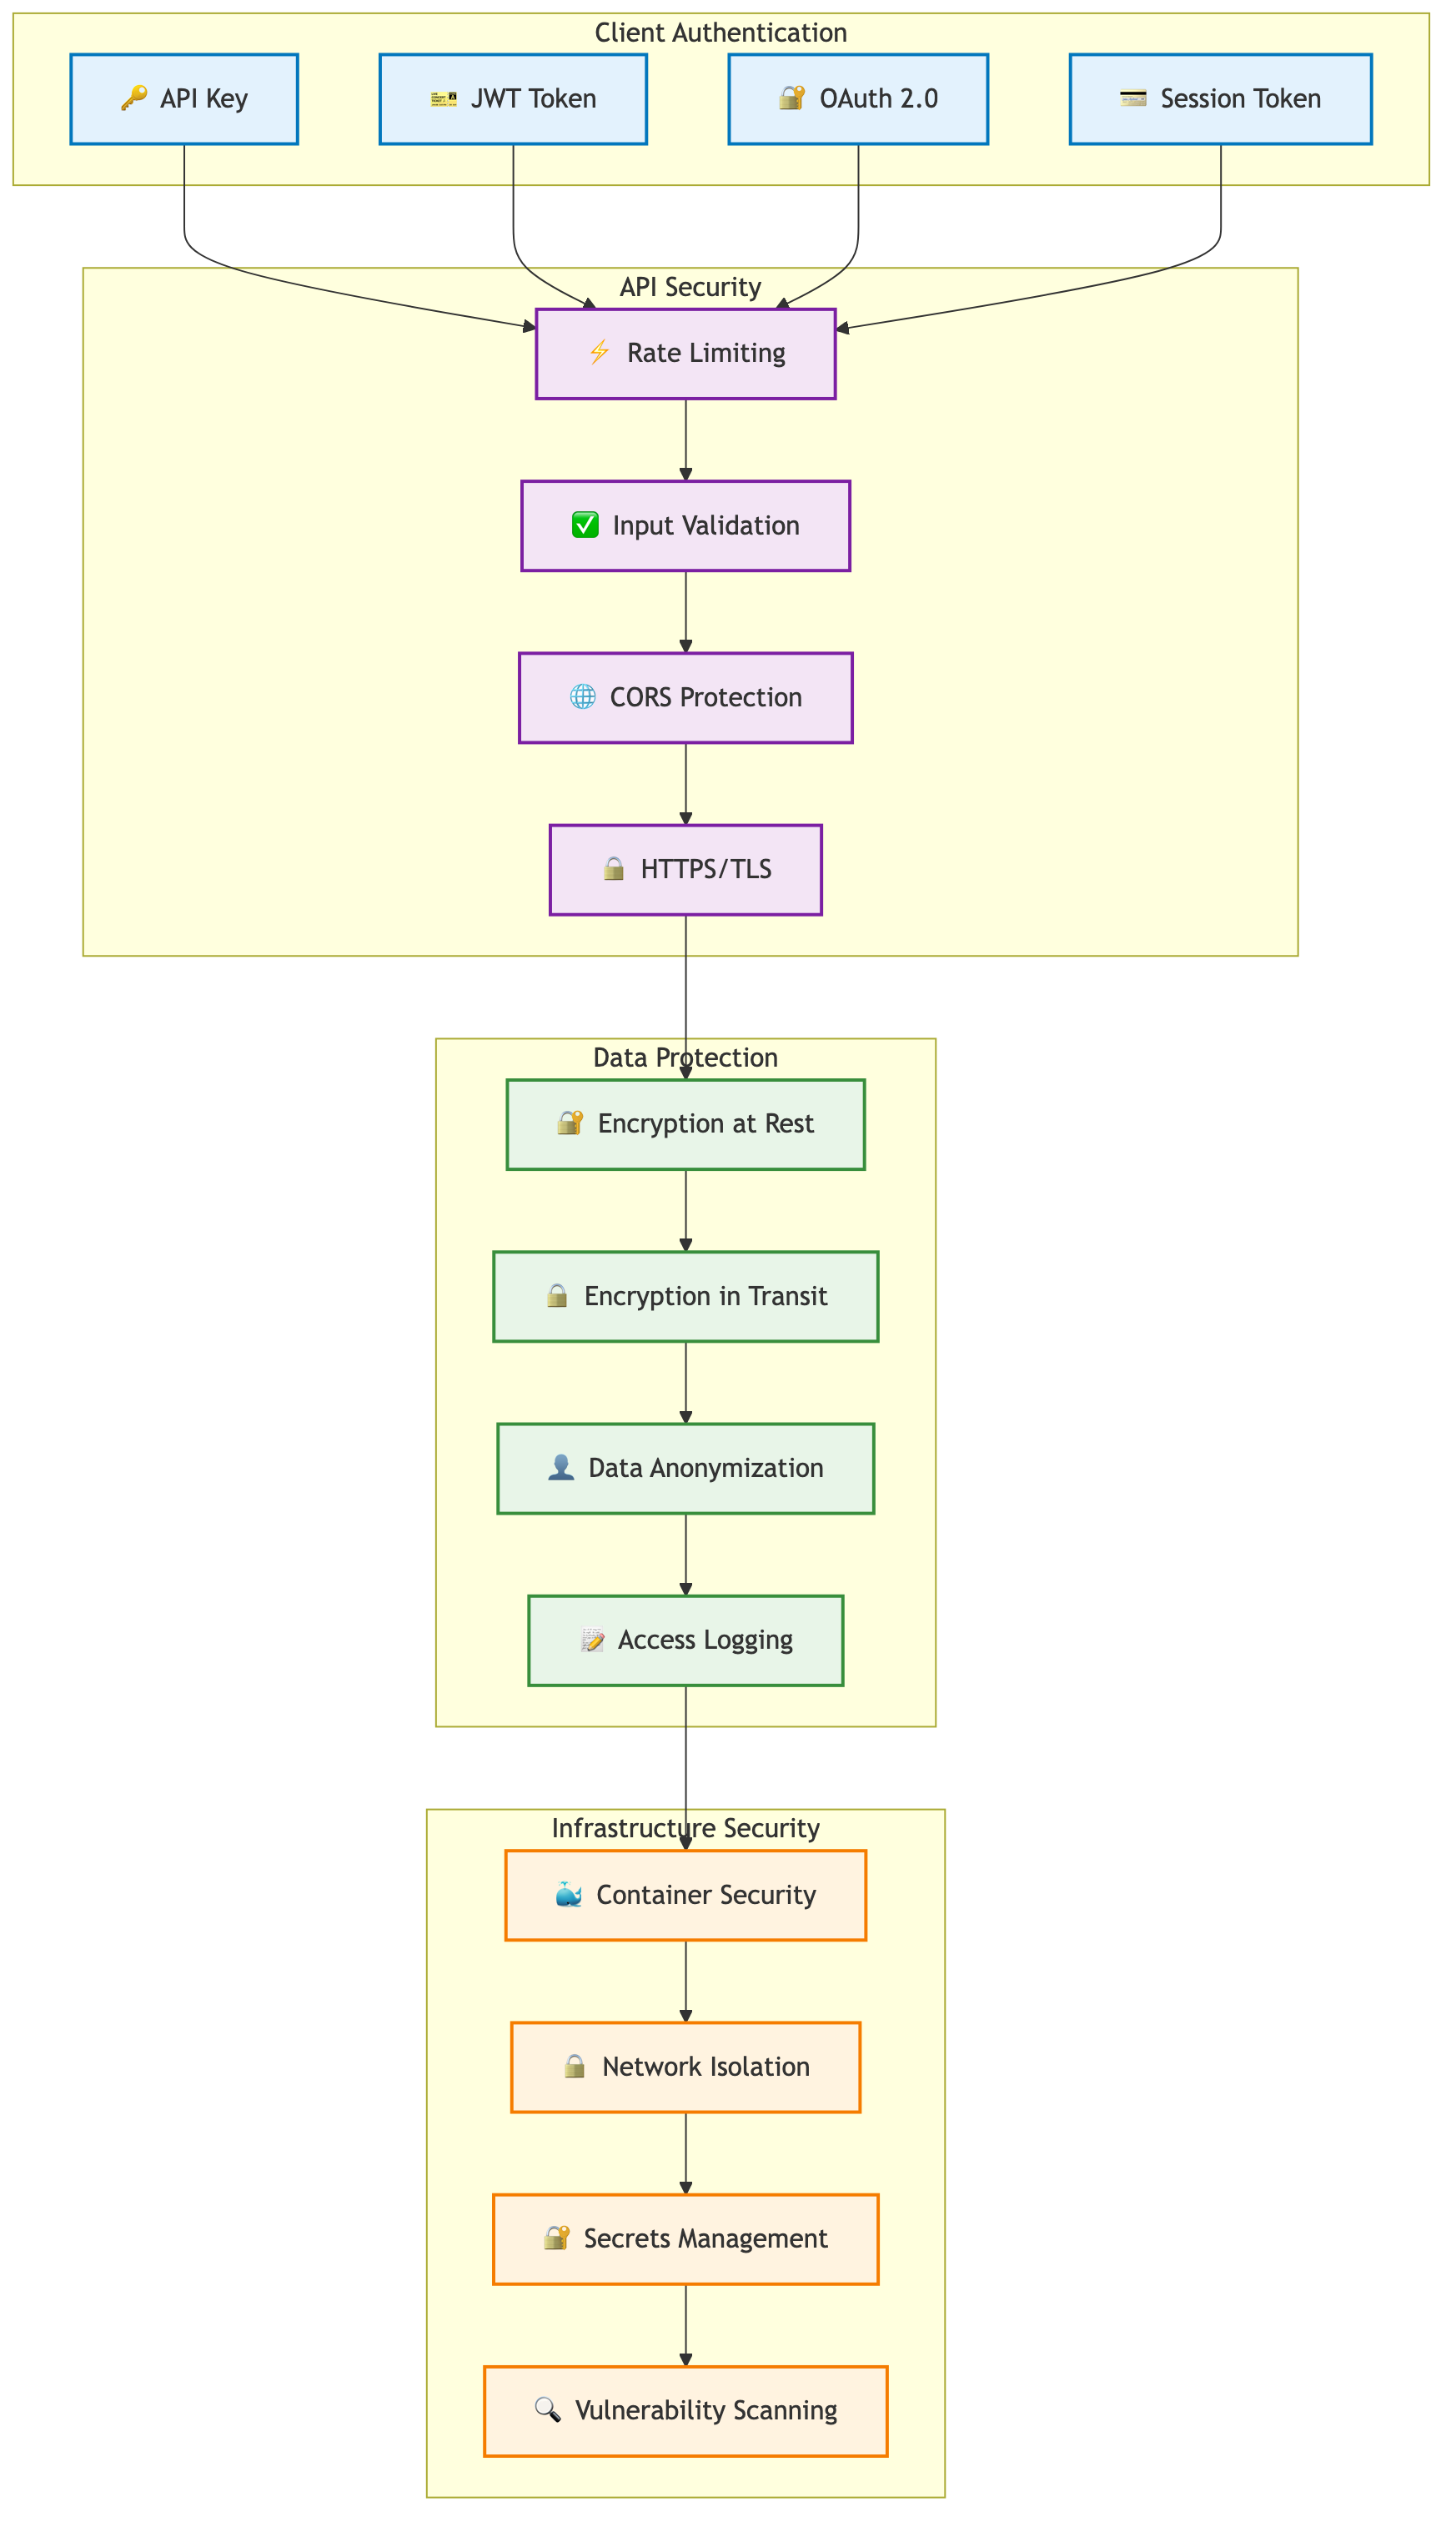 Client Authentication
🔑 API Key
🎫 JWT Token
🔐 OAuth 2.0
💳 Session Token
API Security
⚡ Rate Limiting
✅ Input Validation
🌐 CORS Protection
🔒 HTTPS/TLS
Data Protection
🔐 Encryption at Rest
🔒 Encryption in Transit
👤 Data Anonymization
📝 Access Logging
Infrastructure Security
🐳 Container Security
🔒 Network Isolation
🔐 Secrets Management
🔍 Vulnerability Scanning